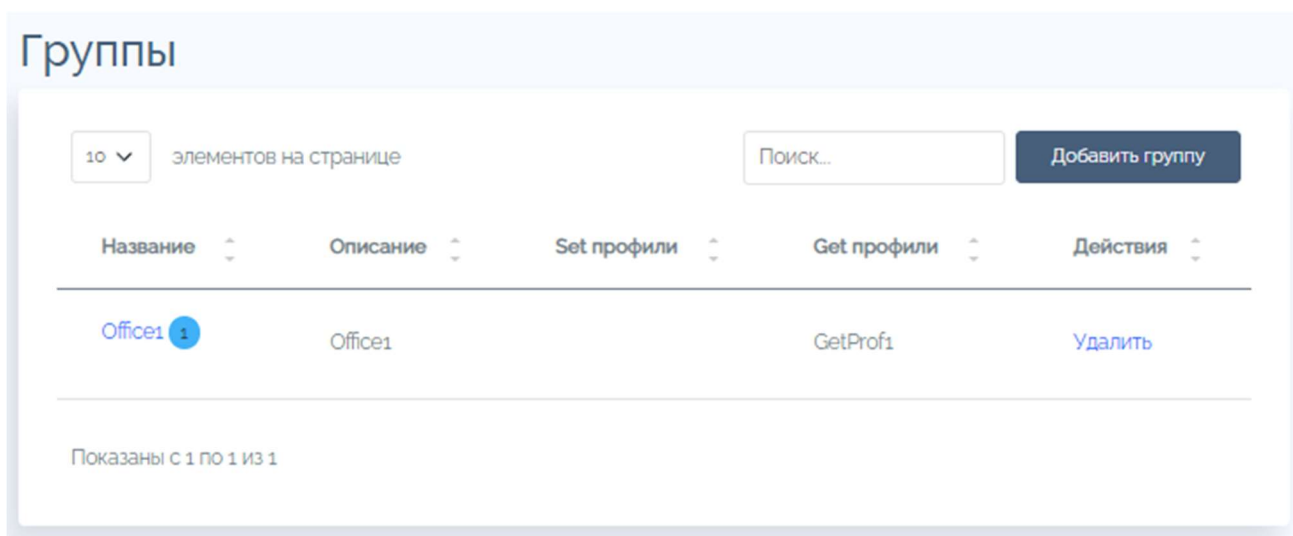 Группы
10 элементов на странице Поиск... Добавить группу
Название Описание Set профили Get профили Действия
Office1 1 Office1 GetProf1 Удалить
Показаны с 1 по 1 из 1